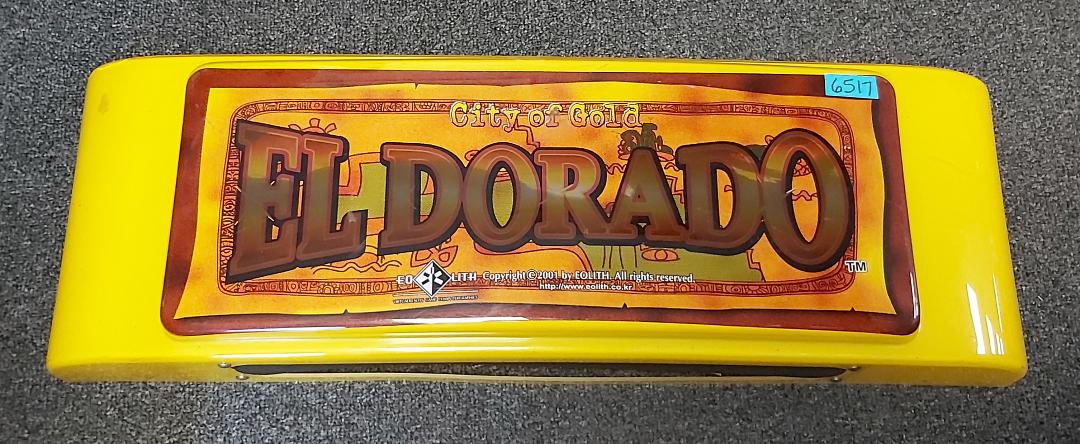 6517
City of Gold
EL DORADO
TM
EOLITH
Copyright ©2001 by EOLITH. All rights reserved.
http://www.eolith.co.kr